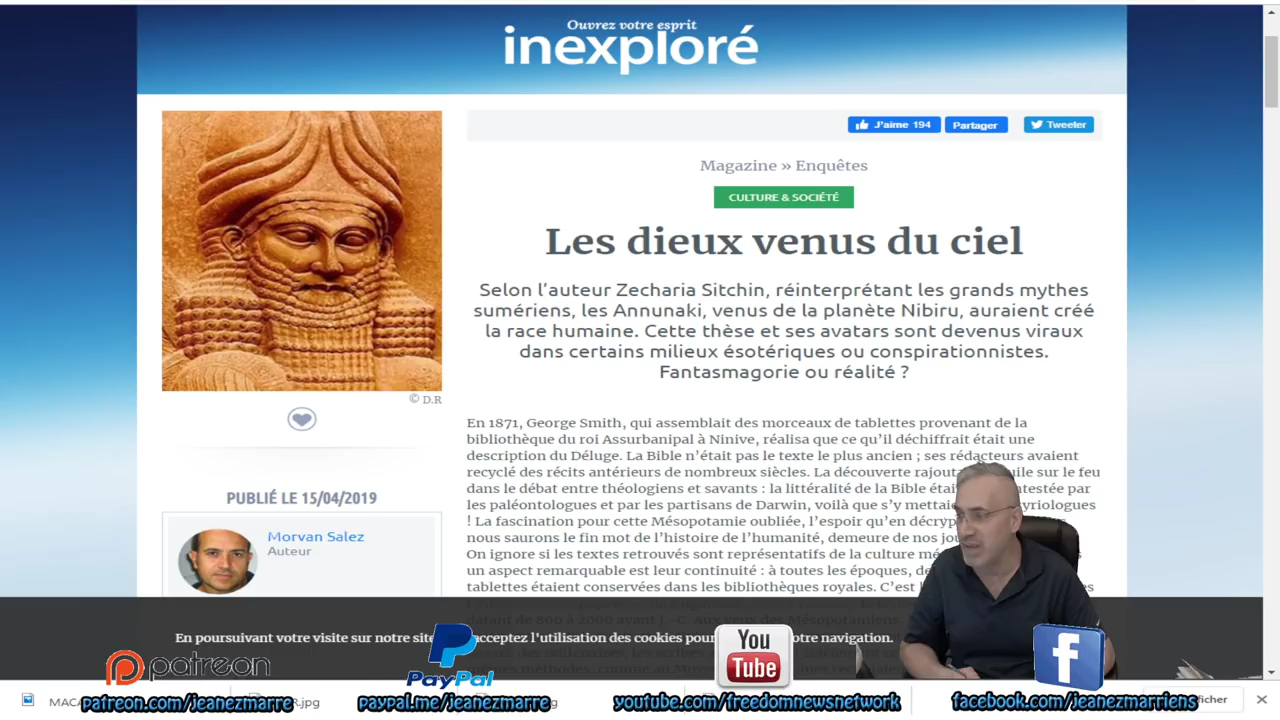 Ouvrez votre esprit
inexploré
J'aime 194
Partager
Tweeter
Magazine » Enquêtes
CULTURE & SOCIÉTÉ
Les dieux venus du ciel
Selon l'auteur Zecharia Sitchin, réinterprétant les grands mythes
sumériens, les Annunaki, venus de la planète Nibiru, auraient créé
la race humaine. Cette thèse et ses avatars sont devenus viraux
dans certains milieux ésotériques ou conspirationnistes.
Fantasmagorie ou réalité ?
© D.R
En 1871, George Smith, qui assemblait des morceaux de tablettes provenant de la
bibliothèque du roi Assurbanipal à Ninive, réalisa que ce qu'il déchiffrait était une
description du Déluge. La Bible n'était pas le texte le plus ancien ; ses rédacteurs avaient
recyclé des récits antérieurs de nombreux siècles. La découverte sur le feu
dans le débat entre théologiens et savants : la littéralité de la Bible par
les paléontologues et par les partisans de Darwin, voilà que s'y
! La fascination pour cette Mésopotamie oubliée, l'espoir qu'en
nous saurons le fin mot de l'histoire de l'humanité, demeure de nos
On ignore si les textes retrouvés sont représentatifs de la culture
un aspect remarquable est leur continuité : à toutes les époques,
tablettes étaient conservées dans les bibliothèques royales. C'est
PUBLIÉ LE 15/04/2019
Morvan Salez
Auteur
En poursuivant votre visite sur notre site acceptez l'utilisation des cookies pour navigation.
patreon
PayPal
You
Tube
f
patreon.com/jeanezmarre
paypal.me/jeanezmarre
youtube.com/freedomnewsnetwork
facebook.com/jeanezmarriens